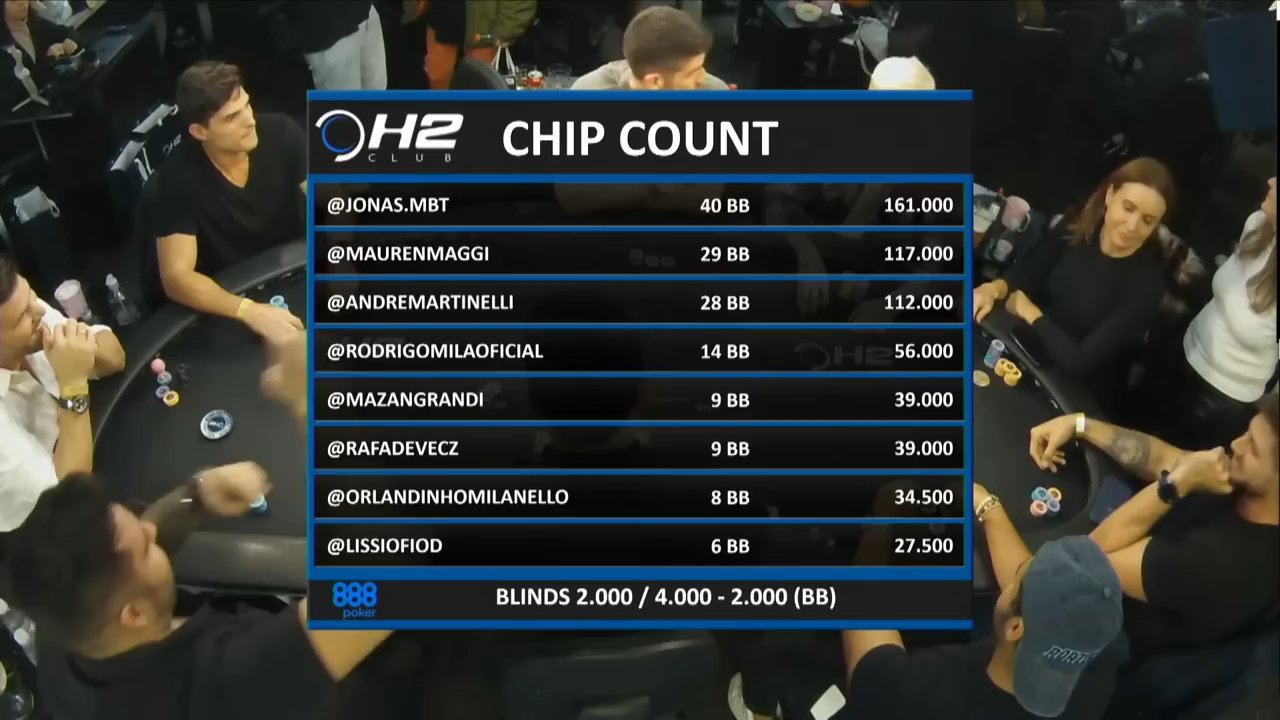 H2 CLUB CHIP COUNT
@JONAS.MBT 40 BB 161.000
@MAURENMAGGI 29 BB 117.000
@ANDREMARTINELLI 28 BB 112.000
@RODRIGOMILAOFICIAL 14 BB 56.000
@MAZANGRANDI 9 BB 39.000
@RAFADEVECZ 9 BB 39.000
@ORLANDINHOMILANELLO 8 BB 34.500
@LISSIOFIOD 6 BB 27.500
888 poker BLINDS 2.000 / 4.000 - 2.000 (BB)
H2